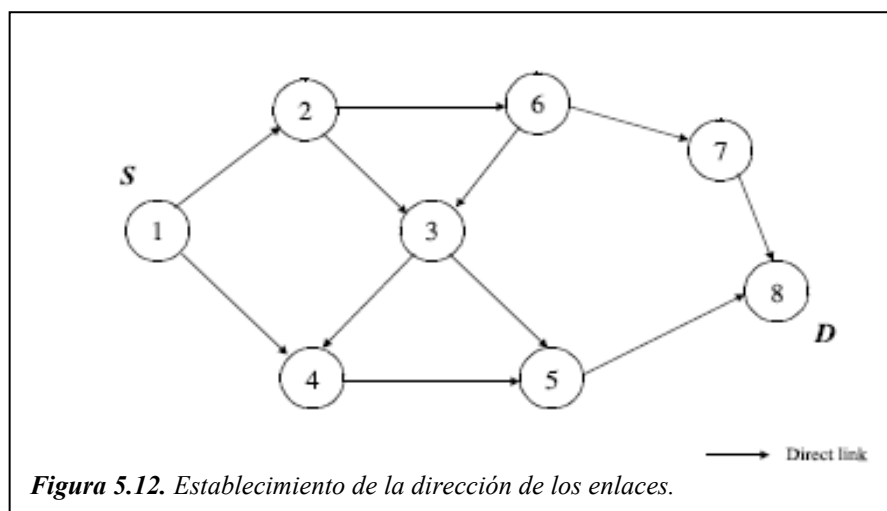 2
6
7
S
1
3
8
D
4
5
Direct link
Figura 5.12. Establecimiento de la dirección de los enlaces.